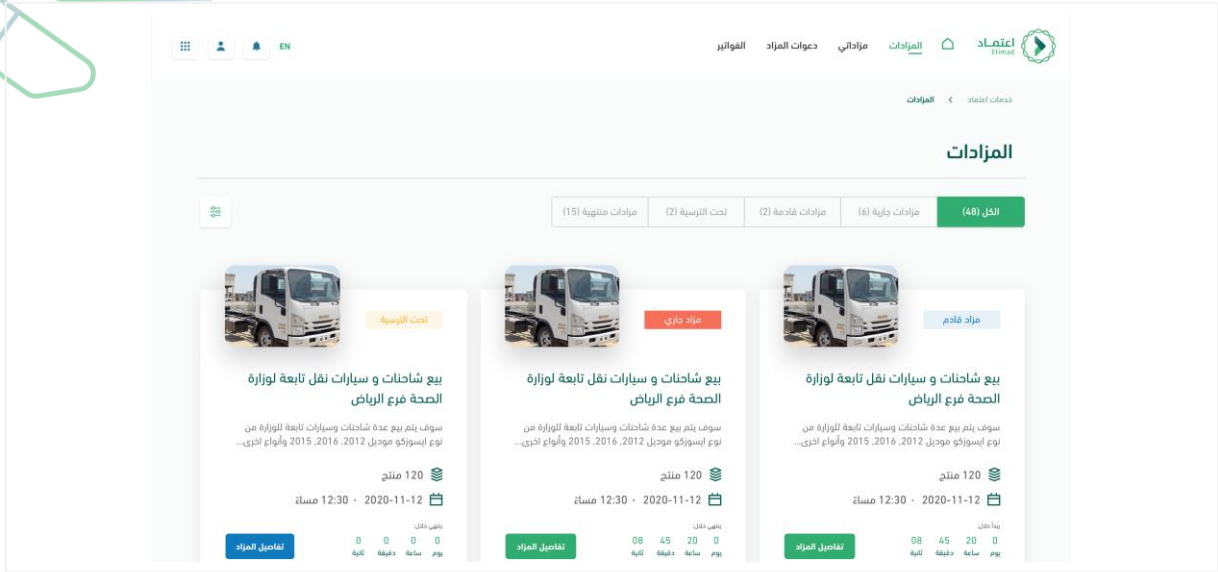 اعتمـاد
Etimad
المزادات
مزاداتي
دعوات المزاد
الفواتير
EN
خدمات اعتماد > المزادات
المزادات
الكل (48)
مزادات جارية (6)
مزادات قادمة (2)
تحت الترسية (2)
مزادات منتهية (15)
مزاد قادم
بيع شاحنات و سيارات نقل تابعة لوزارة
الصحة فرع الرياض
سوف يتم بيع عدة شاحنات وسيارات تابعة للوزارة من
نوع ايسوزكو موديل 2012, 2016, 2015 وأنواع اخرى...
120 منتج
2020-11-12 · 12:30 مساءً
يبدأ خلال:
0 20 45 08
يوم ساعة دقيقة ثانية
تفاصيل المزاد
مزاد جاري
بيع شاحنات و سيارات نقل تابعة لوزارة
الصحة فرع الرياض
سوف يتم بيع عدة شاحنات وسيارات تابعة للوزارة من
نوع ايسوزكو موديل 2012, 2016, 2015 وأنواع اخرى...
120 منتج
2020-11-12 · 12:30 مساءً
ينتهي خلال:
0 20 45 08
يوم ساعة دقيقة ثانية
تفاصيل المزاد
تحت الترسية
بيع شاحنات و سيارات نقل تابعة لوزارة
الصحة فرع الرياض
سوف يتم بيع عدة شاحنات وسيارات تابعة للوزارة من
نوع ايسوزكو موديل 2012, 2016, 2015 وأنواع اخرى...
120 منتج
2020-11-12 · 12:30 مساءً
ينتهي خلال:
0 0 0 0
يوم ساعة دقيقة ثانية
تفاصيل المزاد